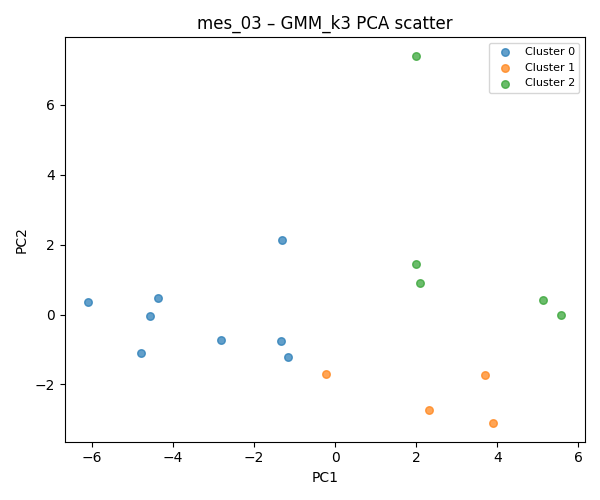 mes_03 – GMM_k3 PCA scatter
Cluster 0
Cluster 1
Cluster 2
PC2
6
4
2
0
−2
−6 −4 −2 0 2 4 6
PC1